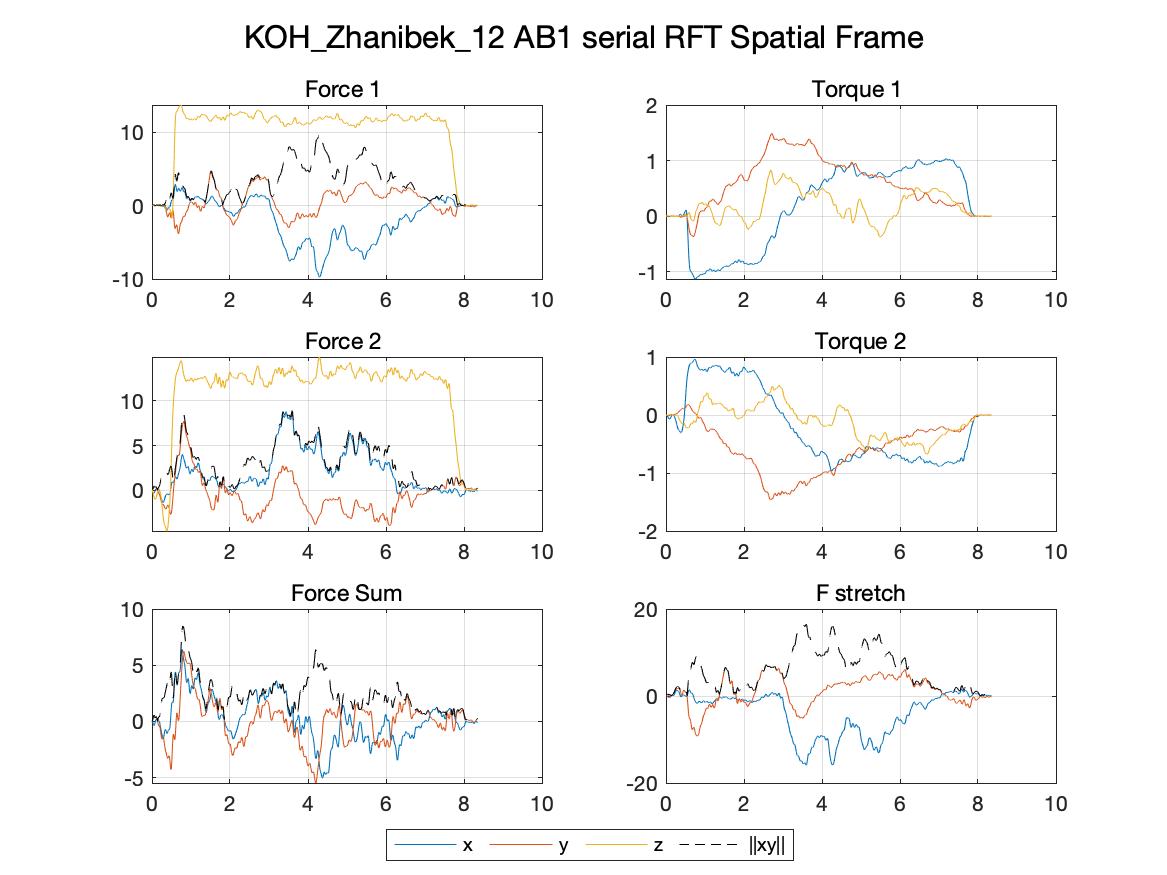 KOH_Zhanibek_12 AB1 serial RFT Spatial Frame
Force 1
10
0
-10
0 2 4 6 8 10
Torque 1
2
1
0
-1
0 2 4 6 8 10
Force 2
10
5
0
0 2 4 6 8 10
Torque 2
1
0
-1
-2
0 2 4 6 8 10
Force Sum
10
5
0
-5
0 2 4 6 8 10
F stretch
20
0
-20
0 2 4 6 8 10
x y z ||xy||